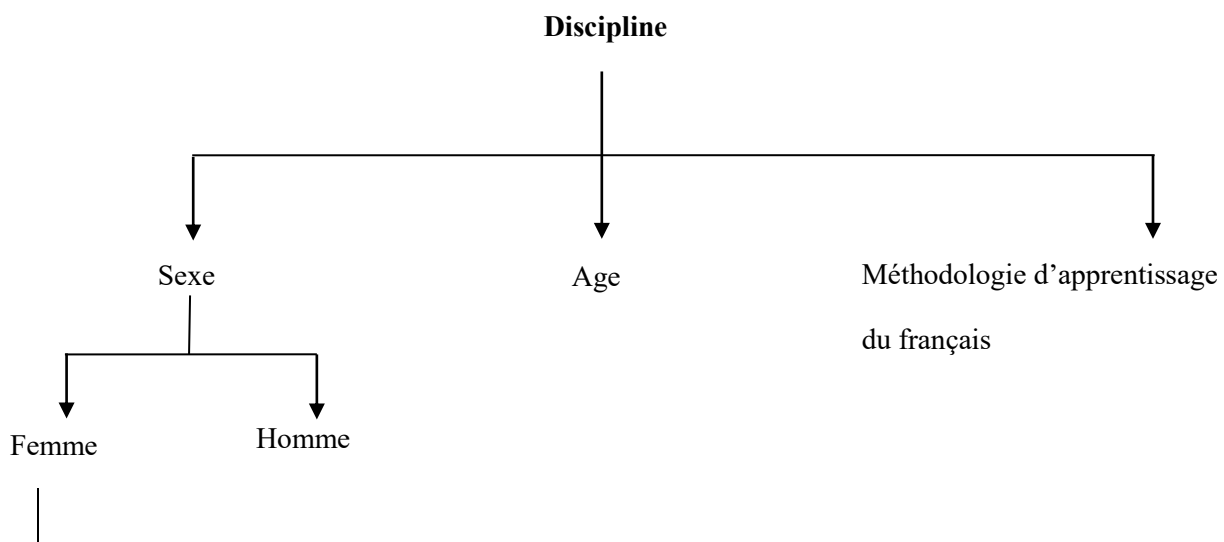 Discipline
Sexe
Age
Méthodologie d’apprentissage
du français
Femme
Homme